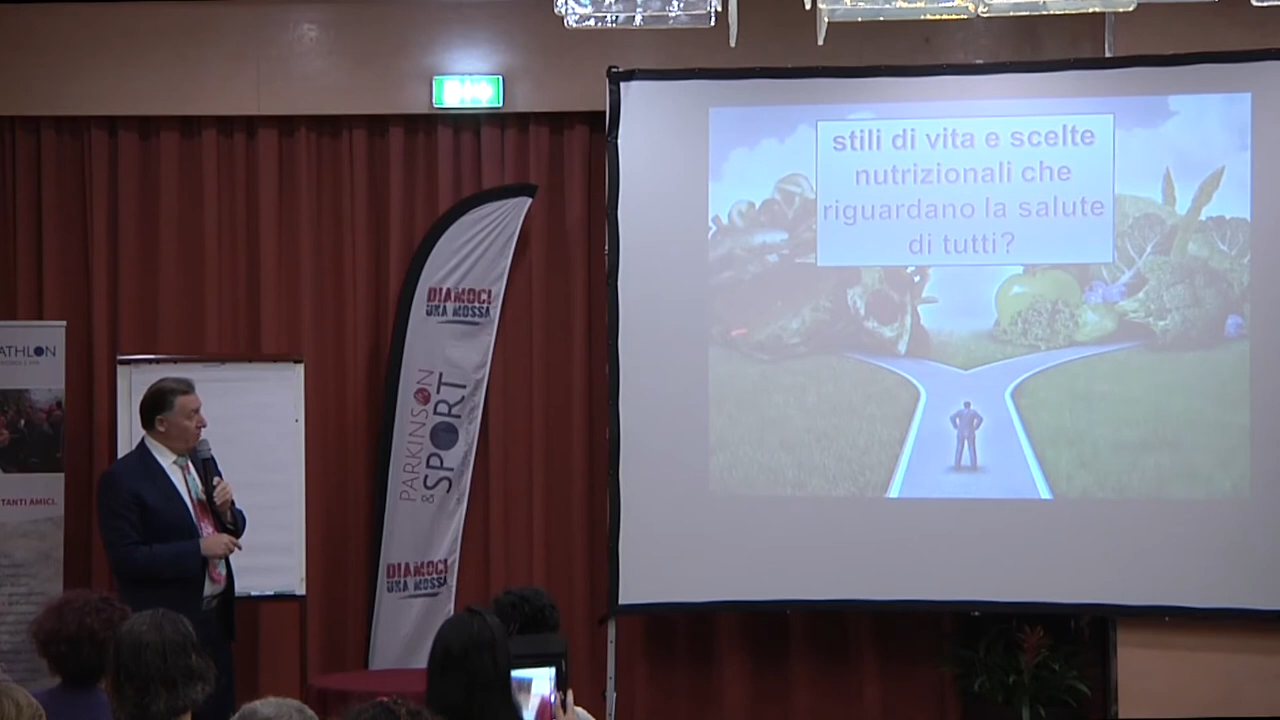 stili di vita e scelte
nutrizionali che
riguardano la salute
di tutti?
DIAMOCI
UNA MOSSA
PARKINSON
& SPORT
DIAMOCI
UNA MOSSA
ATHLON
TANTI AMICI.